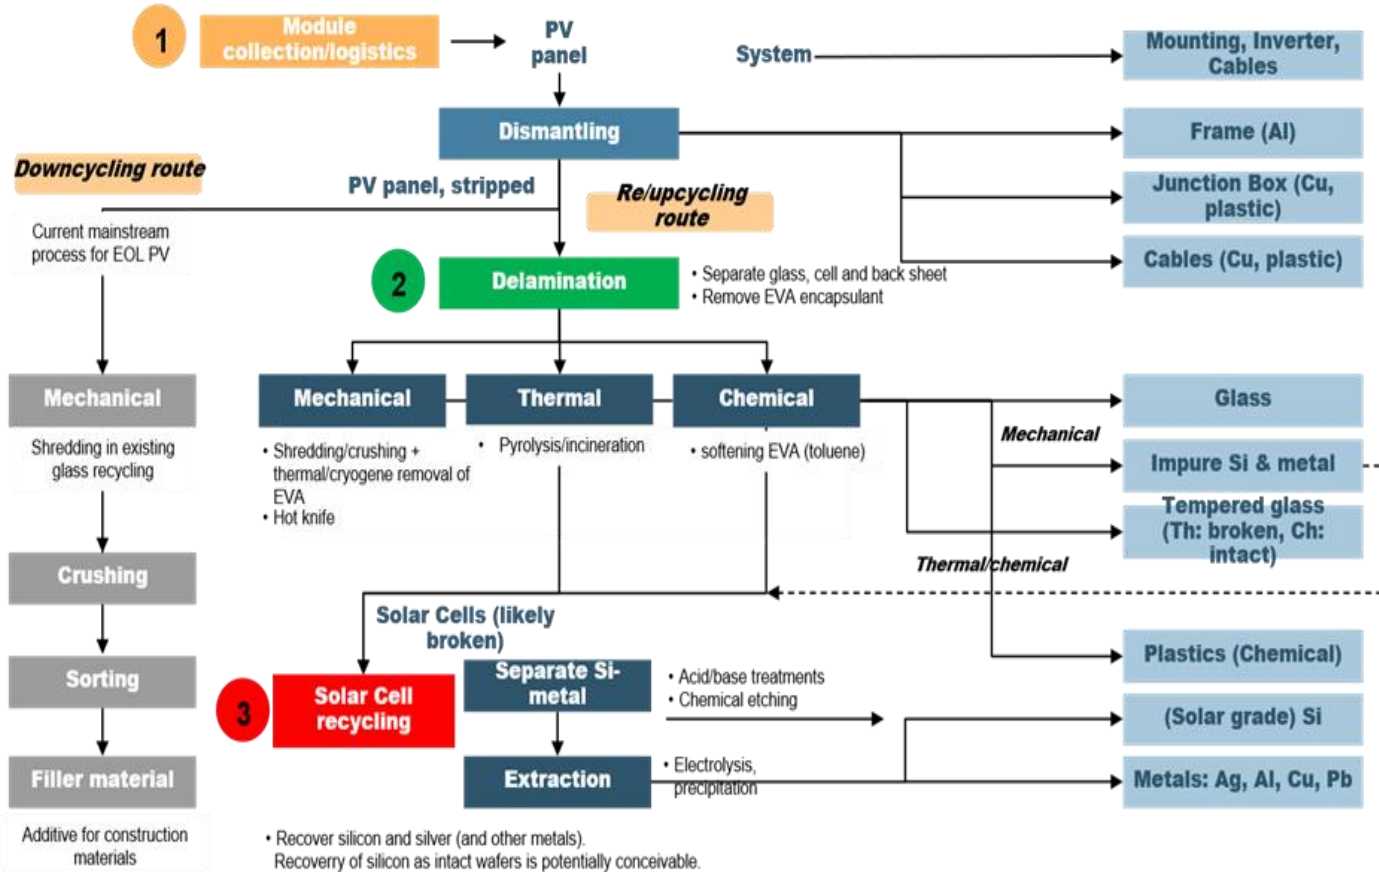 1
Module
collection/logistics
PV
panel
System
Mounting, Inverter,
Cables
Dismantling
Frame (Al)
Downcycling route
PV panel, stripped
Re/upcycling
route
Junction Box (Cu,
plastic)
Current mainstream
process for EOL PV
Cables (Cu, plastic)
2
Delamination
• Separate glass, cell and back sheet
• Remove EVA encapsulant
Mechanical
Mechanical
Thermal
Chemical
Glass
Shredding in existing
glass recycling
• Shredding/crushing +
thermal/cryogene removal of
EVA
• Hot knife
• Pyrolysis/incineration
• softening EVA (toluene)
Mechanical
Impure Si & metal
Tempered glass
(Th: broken, Ch:
intact)
Crushing
Thermal/chemical
Solar Cells (likely
broken)
Plastics (Chemical)
Sorting
3
Solar Cell
recycling
Separate Si-
metal
• Acid/base treatments
• Chemical etching
(Solar grade) Si
Filler material
Extraction
• Electrolysis,
precipitation
Metals: Ag, Al, Cu, Pb
Additive for construction
materials
• Recover silicon and silver (and other metals).
Recoverry of silicon as intact wafers is potentially conceivable.